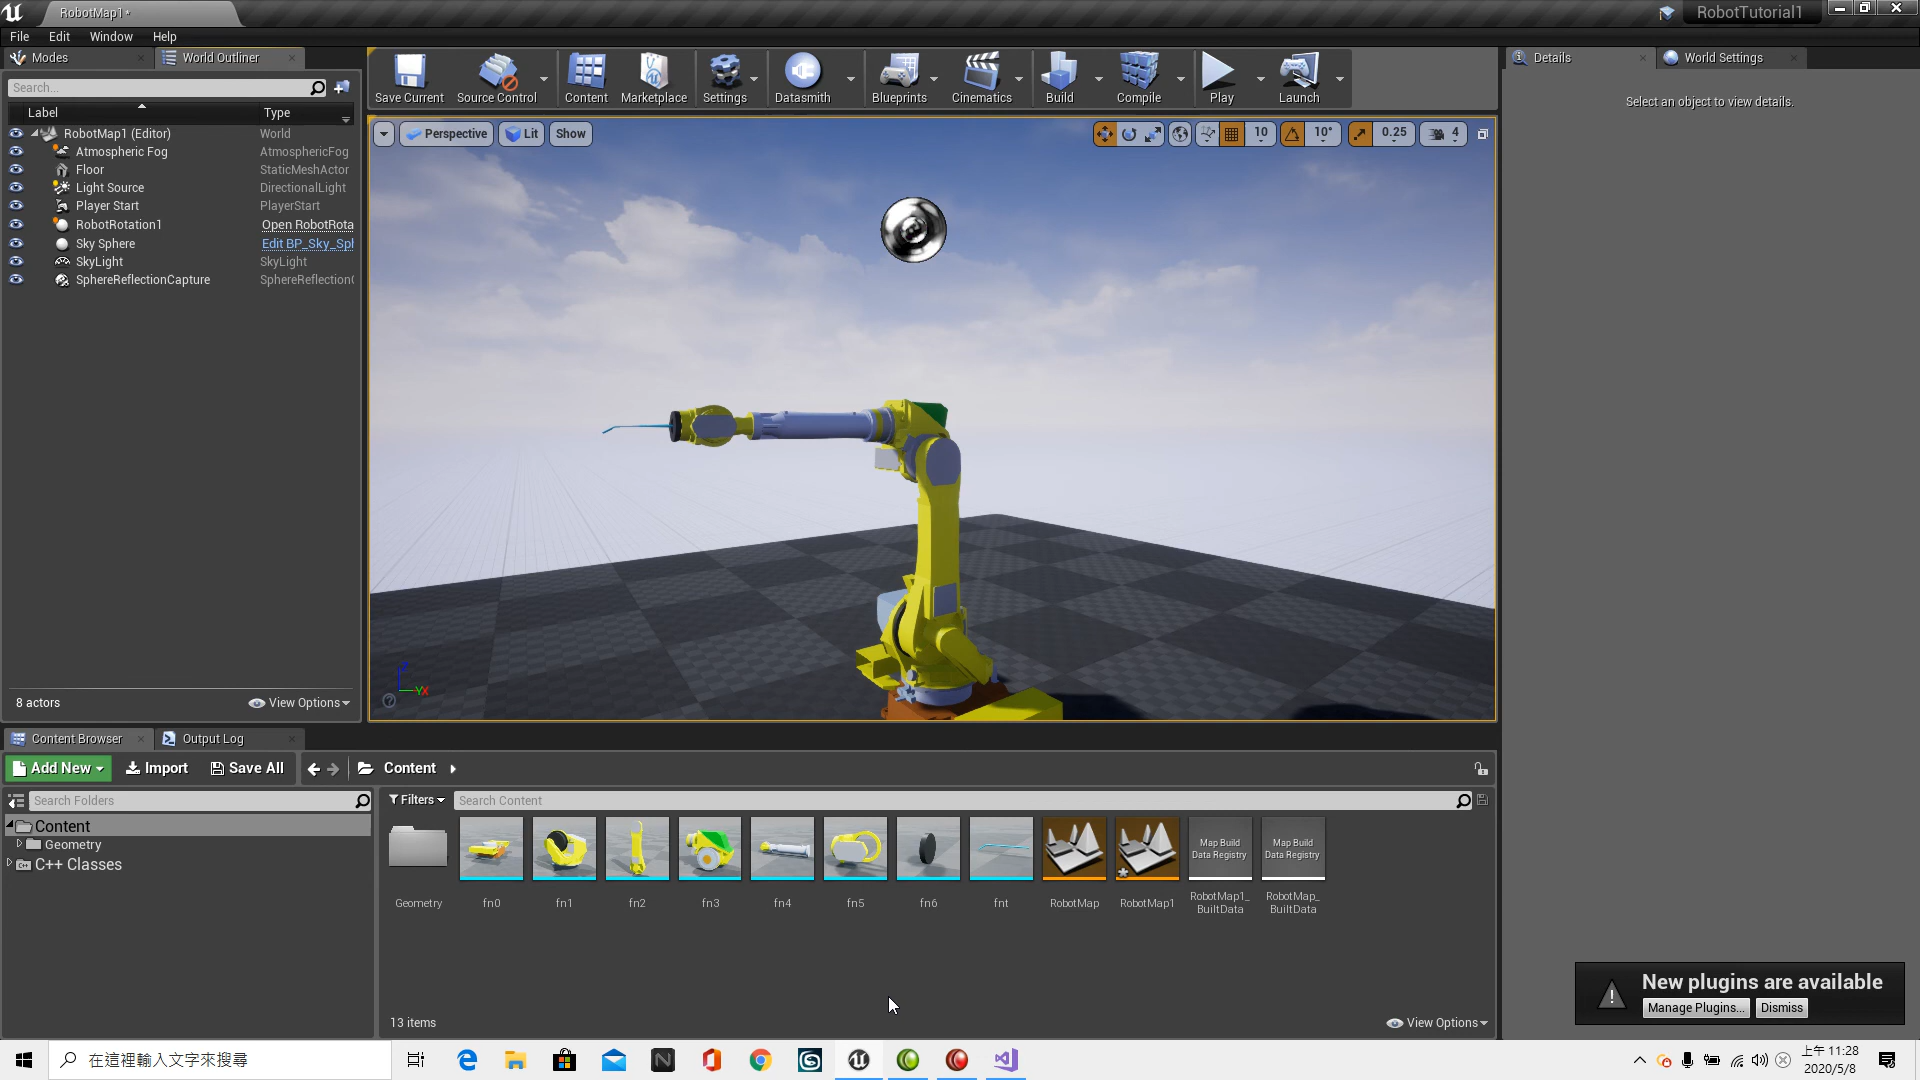 RobotMap1*
RobotTutorial1
File Edit Window Help
Modes
World Outliner
Search...
Label Type
RobotMap1 (Editor) World
Atmospheric Fog AtmosphericFog
Floor StaticMeshActor
Light Source DirectionalLight
Player Start PlayerStart
RobotRotation1 Open RobotRota
Sky Sphere Edit BP_Sky_Sph
SkyLight SkyLight
SphereReflectionCapture SphereReflection
8 actors
View Options
Save Current
Source Control
Content
Marketplace
Settings
Datasmith
Blueprints
Cinematics
Build
Compile
Play
Launch
Perspective Lit Show
10 10° 0.25 4
Z
Y X
Details
World Settings
Select an object to view details.
Content Browser
Output Log
Add New Import Save All Content
Search Folders
Content
Geometry
C++ Classes
Filters
Search Content
Map Build
Data Registry
Map Build
Data Registry
Geometry
fn0
fn1
fn2
fn3
fn4
fn5
fn6
fnt
RobotMap
RobotMap1
RobotMap1_
BuiltData
RobotMap_
BuiltData
13 items
View Options
New plugins are available
Manage Plugins...
Dismiss
在這裡輸入文字來搜尋
上午 11:28
2020/5/8